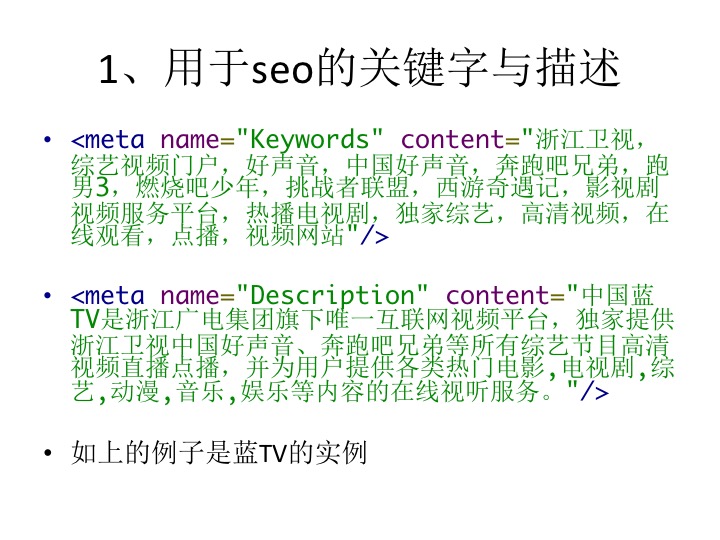 1、用于seo的关键字与描述
• <meta name="Keywords" content="浙江卫视，
综艺视频门户，好声音，中国好声音，奔跑吧兄弟，跑
男3，燃烧吧少年，挑战者联盟，西游奇遇记，影视剧
视频服务平台，热播电视剧，独家综艺，高清视频，在
线观看，点播，视频网站"/>
• <meta name="Description" content="中国蓝
TV是浙江广电集团旗下唯一互联网视频平台，独家提供
浙江卫视中国好声音、奔跑吧兄弟等所有综艺节目高清
视频直播点播，并为用户提供各类热门电影,电视剧,综
艺,动漫,音乐,娱乐等内容的在线视听服务。"/>
• 如上的例子是蓝TV的实例